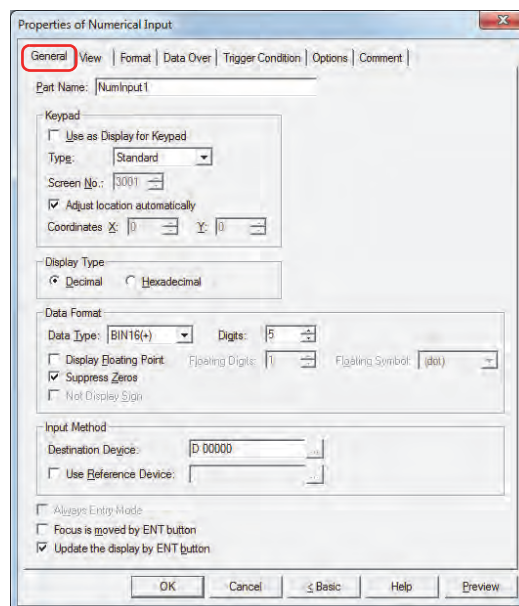 Properties of Numerical Input
General View Format Data Over Trigger Condition Options Comment
Part Name: NumInput1
Keypad
Use as Display for Keypad
Type: Standard
Screen No.: 3001
Adjust location automatically
Coordinates X: 0 Y: 0
Display Type
Decimal Hexadecimal
Data Format
Data Type: BIN16(+) Digits: 5
Display Floating Point Floating Digits: 1 Floating Symbol: . (dot)
Suppress Zeros
Not Display Sign
Input Method
Destination Device: D 00000 ...
Use Reference Device: ...
Always Entry Mode
Focus is moved by ENT button
Update the display by ENT button
OK Cancel < Basic Help Preview